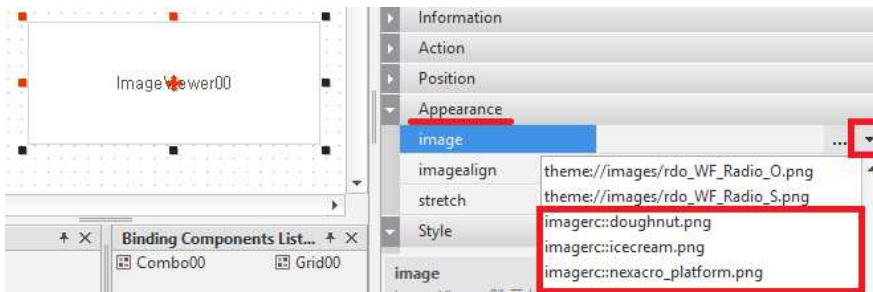 Information
Action
Position
ImageViewer00
Appearance
image
...
imagealign
theme://images/rdo_WF_Radio_O.png
stretch
theme://images/rdo_WF_Radio_S.png
Style
imagerc::doughnut.png
imagerc::icecream.png
imagerc::nexacro_platform.png
Binding Components List...
Combo00
Grid00
image